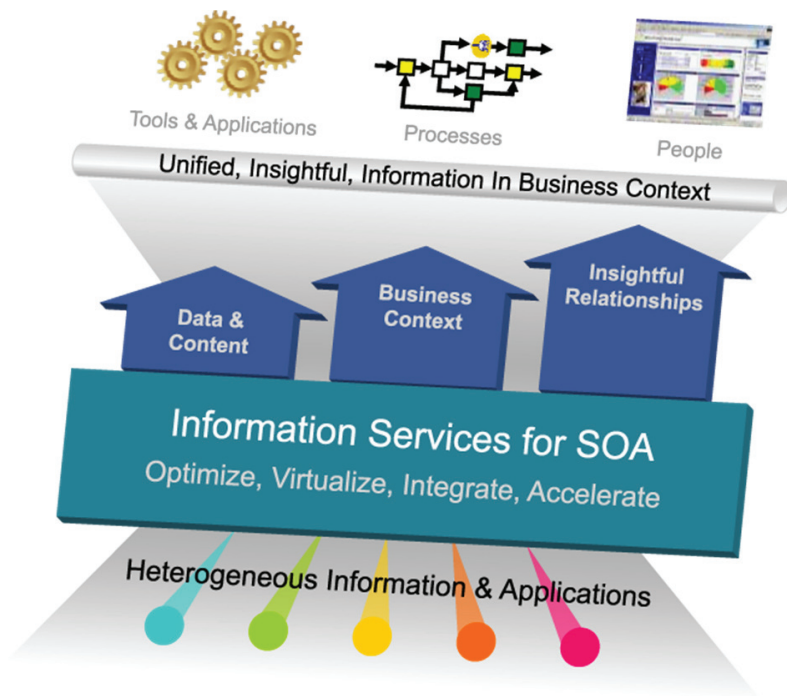 Tools & Applications
Processes
People
Unified, Insightful, Information In Business Context
Data &
Content
Business
Context
Insightful
Relationships
Information Services for SOA
Optimize, Virtualize, Integrate, Accelerate
Heterogeneous Information & Applications